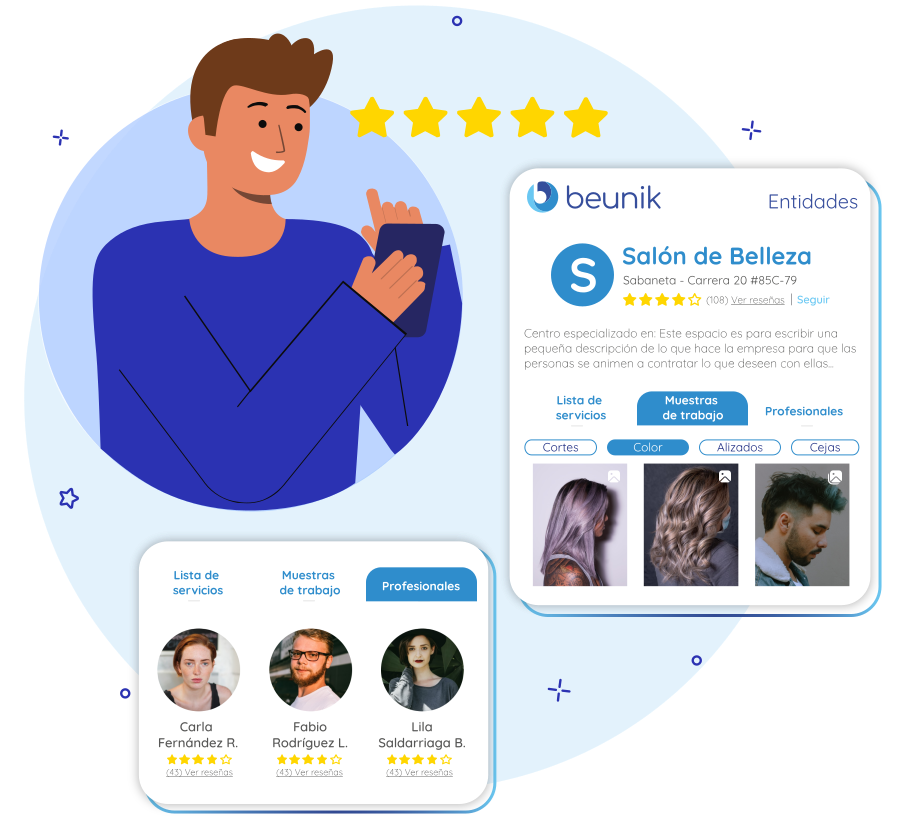 beunik
Entidades
S
Salón de Belleza
Sabaneta - Carrera 20 #85C-79
(108) Ver reseñas | Seguir
Centro especializado en: Este espacio es para escribir una
pequeña descripción de lo que hace la empresa para que las
personas se animen a contratar lo que deseen con ellas...
Lista de
servicios
Muestras
de trabajo
Profesionales
Cortes
Color
Alizados
Cejas
Lista de
servicios
Muestras
de trabajo
Profesionales
Carla
Fernández R.
(43) Ver reseñas
Fabio
Rodríguez L.
(43) Ver reseñas
Lila
Saldarriaga B.
(43) Ver reseñas